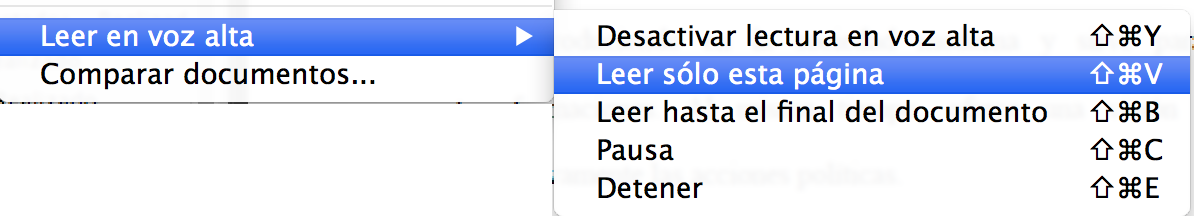 Leer en voz alta ▶
Comparar documentos...
Desactivar lectura en voz alta ⇧⌘Y
Leer sólo esta página ⇧⌘V
Leer hasta el final del documento ⇧⌘B
Pausa ⇧⌘C
Detener ⇧⌘E